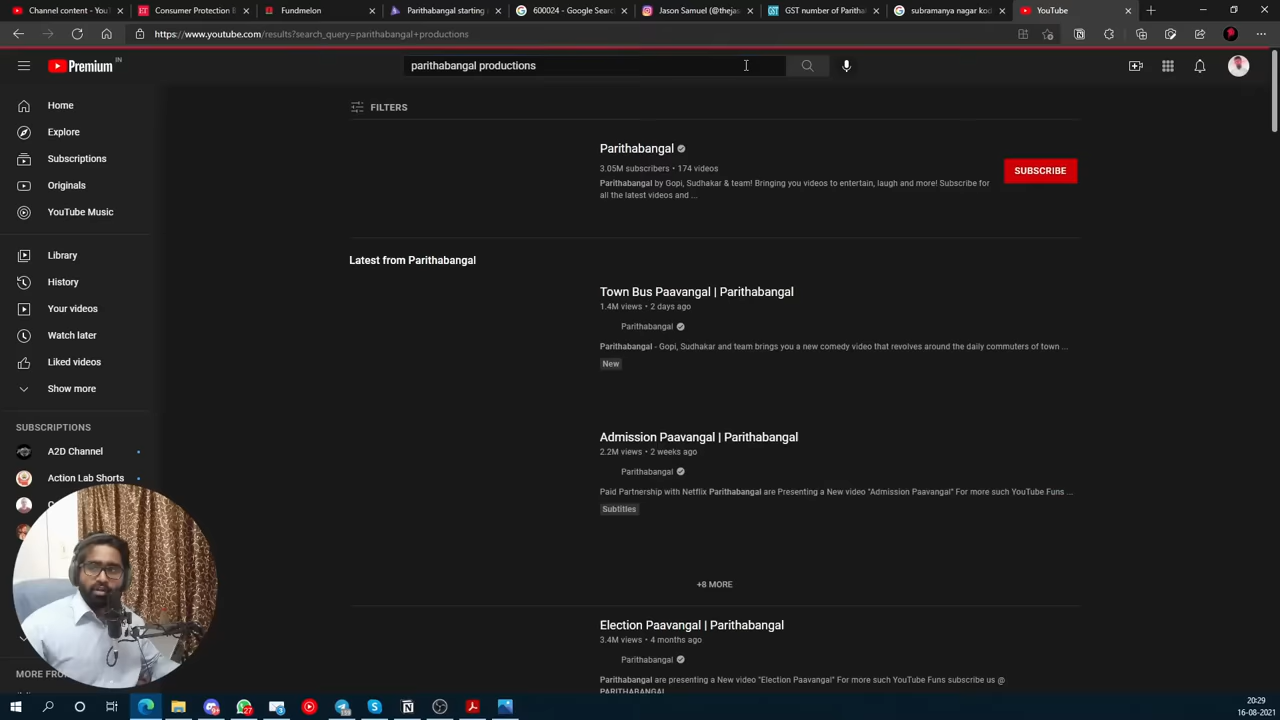 Channel content - YouTu
Consumer Protection
Fundmelon
Parithabangal starting
600024 - Google Searc
Jason Samuel (@thejas
GST number of Parithab
subramanya nagar kod
YouTube
https://www.youtube.com/results?search_query=parithabangal+productions
Premium IN
parithabangal productions
Home
Explore
Subscriptions
Originals
YouTube Music
Library
History
Your videos
Watch later
Liked videos
Show more
SUBSCRIPTIONS
A2D Channel
Action Lab Shorts
MORE FRO
FILTERS
Parithabangal
3.05M subscribers • 174 videos
Parithabangal by Gopi, Sudhakar & team! Bringing you videos to entertain, laugh and more! Subscribe for
all the latest videos and ...
SUBSCRIBE
Latest from Parithabangal
Town Bus Paavangal | Parithabangal
1.4M views • 2 days ago
Parithabangal
Parithabangal - Gopi, Sudhakar and team brings you a new comedy video that revolves around the daily commuters of town ...
New
Admission Paavangal | Parithabangal
2.2M views • 2 weeks ago
Parithabangal
Paid Partnership with Netflix Parithabangal are Presenting a New video "Admission Paavangal" For more such YouTube Funs ...
Subtitles
+8 MORE
Election Paavangal | Parithabangal
3.4M views • 4 months ago
Parithabangal
Parithabangal are presenting a New video "Election Paavangal" For more such YouTube Funs subscribe us @
PARITHABANGAL
27
3
20:29
16-08-2021